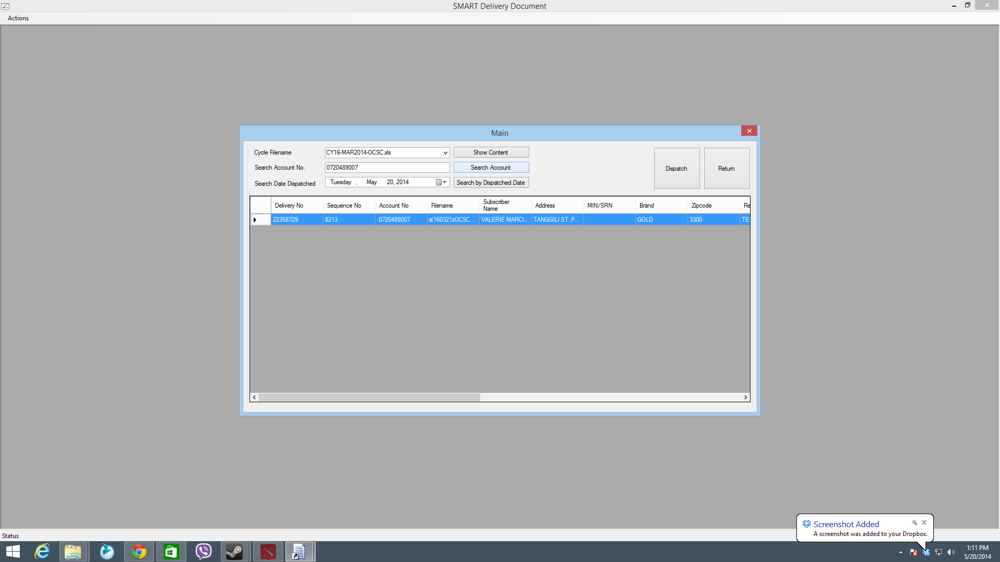 SMART Delivery Document
Actions
Main
Cycle Filename CY16-MAR2014-OCSC.xls Show Content
Search Account No. 0720489007 Search Account
Search Date Dispatched Tuesday , May 20, 2014 Search by Dispatched Date
Dispatch Return
Delivery No Sequence No Account No Filename Subscriber Name Address MIN/SRN Brand Zipcode Re
22358729 8213 0720489007 st160321zOCSC... VALERIE MARCI... TANGGILI ST. P... GOLD 3300 TES
Screenshot Added
A screenshot was added to your Dropbox.
Status
1:11 PM
5/20/2014